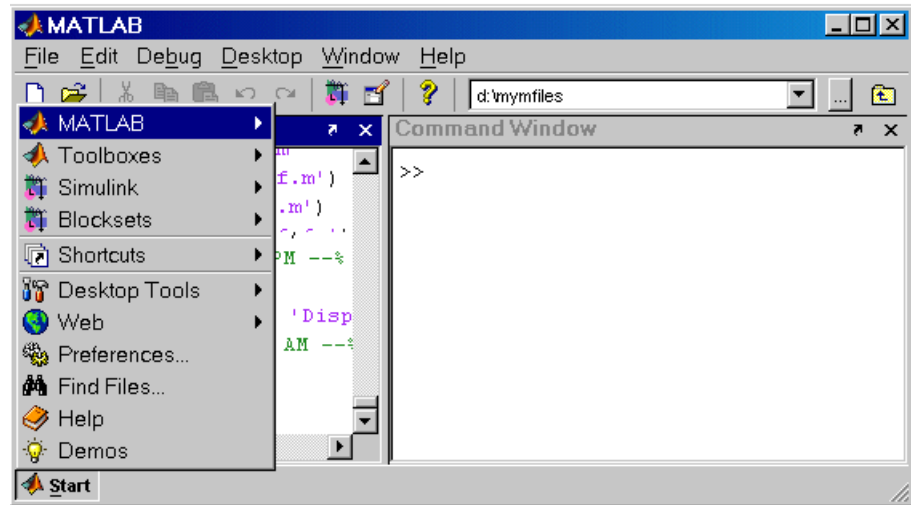 MATLAB
File Edit Debug Desktop Window Help
d:\mymfiles
...
MATLAB
Toolboxes
Simulink
Blocksets
Shortcuts
Desktop Tools
Web
Preferences...
Find Files...
Help
Demos
Start
f.m')
.m')
PM --%
'Disp
AM --%
Command Window
>>